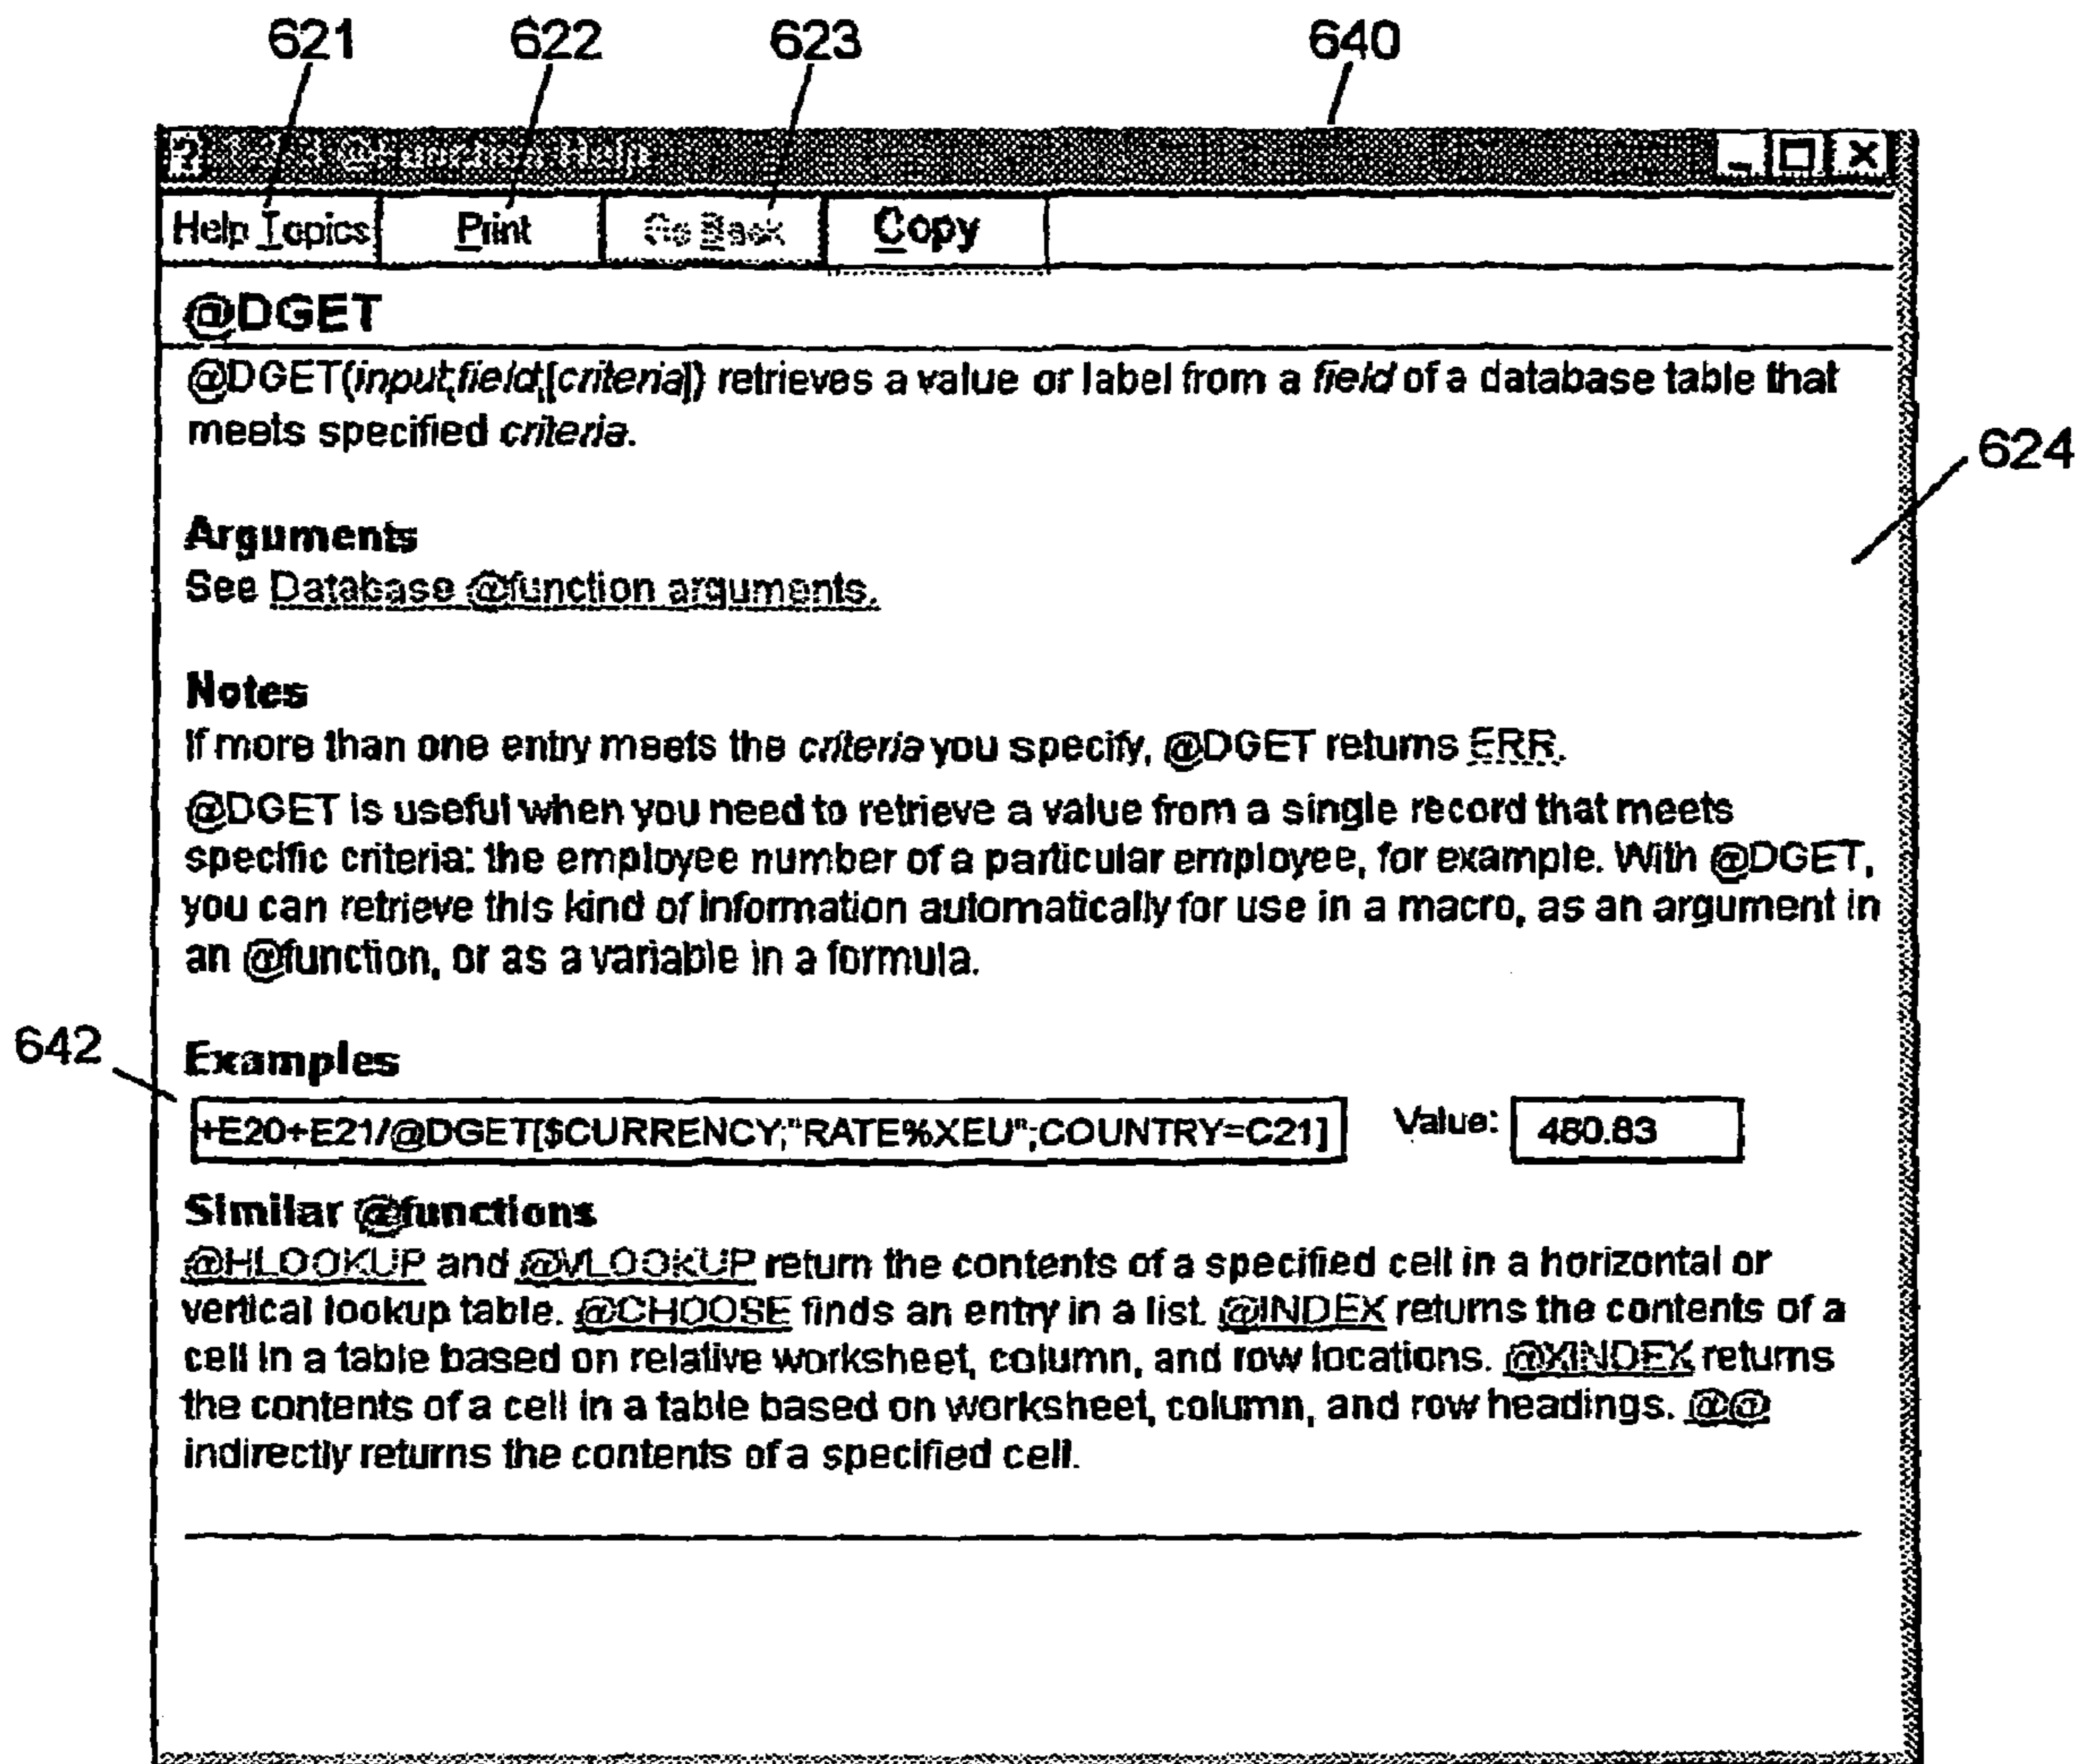 621 622 623 640
? @Function Help
Help Topics Print Go Back Copy
@DGET
@DGET(input;field;[criteria]) retrieves a value or label from a field of a database table that
meets specified criteria.
624
Arguments
See Database @function arguments.
Notes
If more than one entry meets the criteria you specify, @DGET returns ERR.
@DGET is useful when you need to retrieve a value from a single record that meets
specific criteria: the employee number of a particular employee, for example. With @DGET,
you can retrieve this kind of information automatically for use in a macro, as an argument in
an @function, or as a variable in a formula.
642
Examples
+E20+E21/@DGET[$CURRENCY;"RATE%XEU";COUNTRY=C21] Value: 480.83
Similar @functions
@HLOOKUP and @VLOOKUP return the contents of a specified cell in a horizontal or
vertical lookup table. @CHOOSE finds an entry in a list. @INDEX returns the contents of a
cell in a table based on relative worksheet, column, and row locations. @XINDEX returns
the contents of a cell in a table based on worksheet, column, and row headings. @@
indirectly returns the contents of a specified cell.